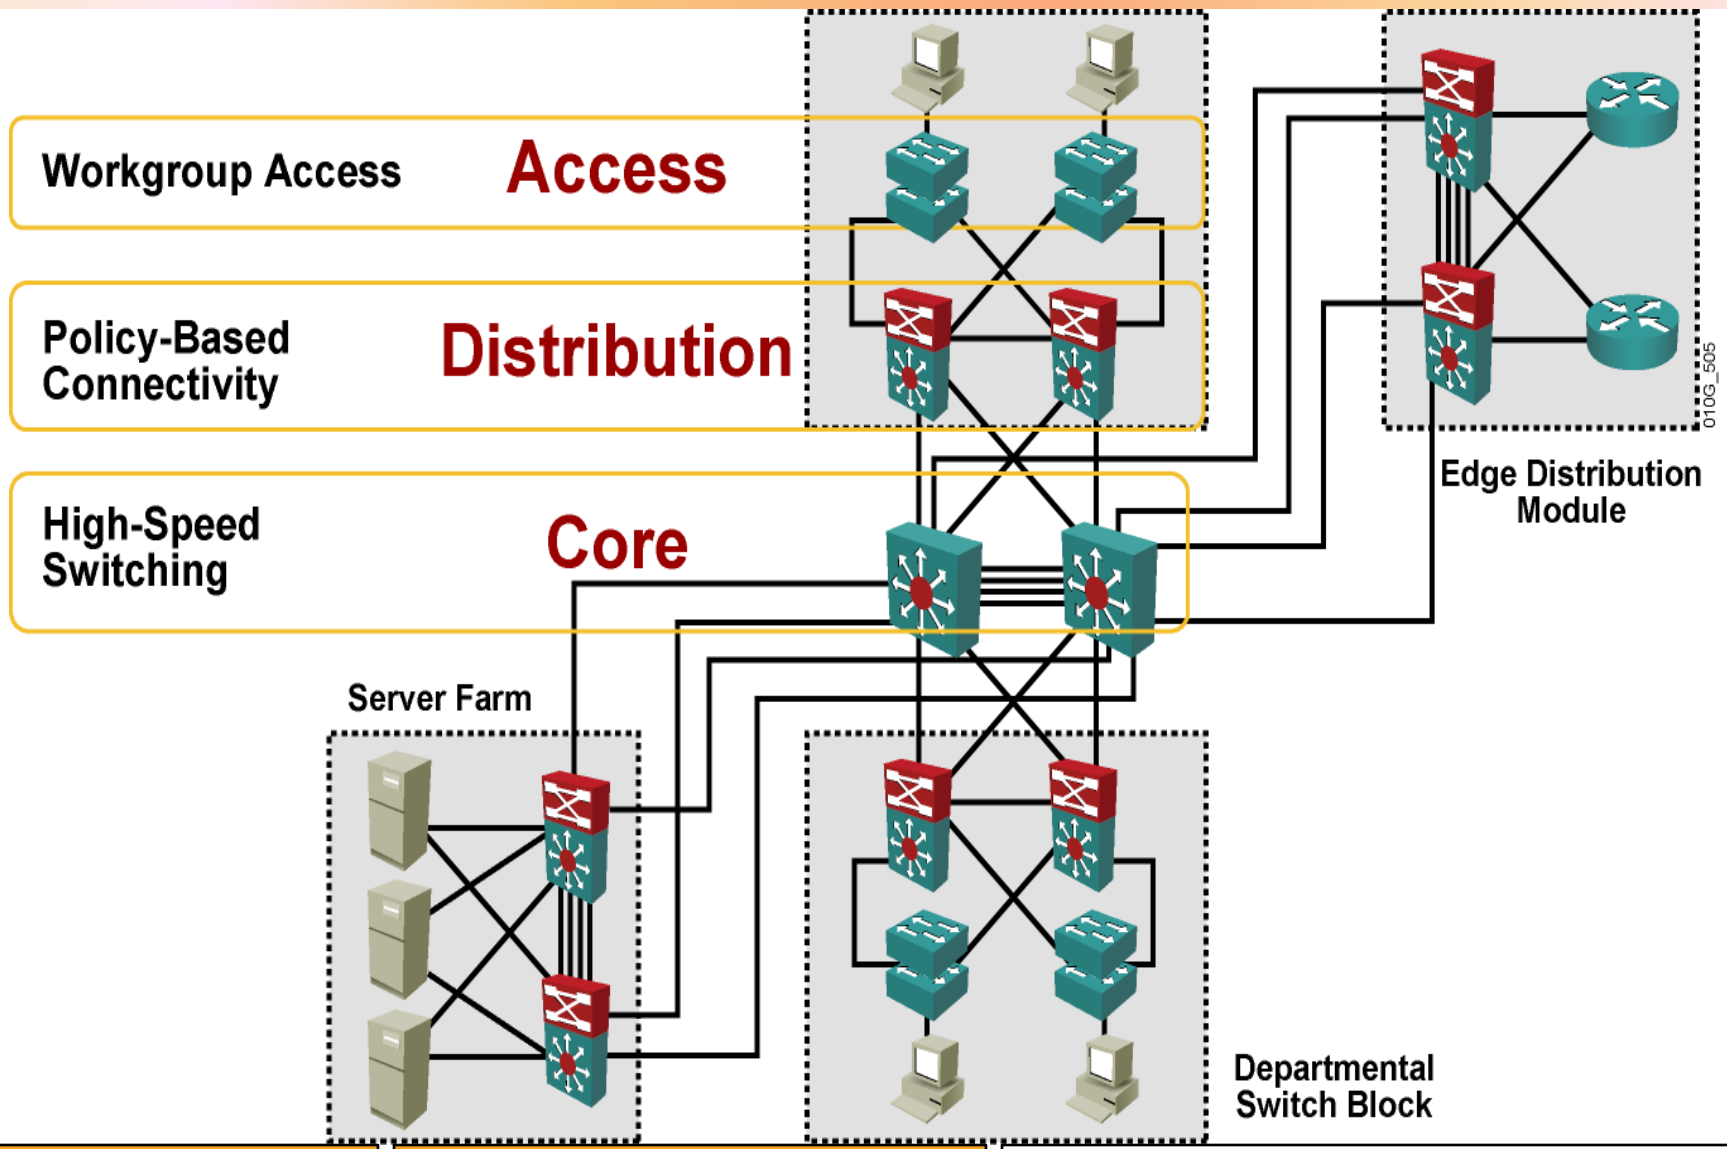 Workgroup Access
Access
Policy-Based
Connectivity
Distribution
010G_505
Edge Distribution
Module
High-Speed
Switching
Core
Server Farm
Departmental
Switch Block